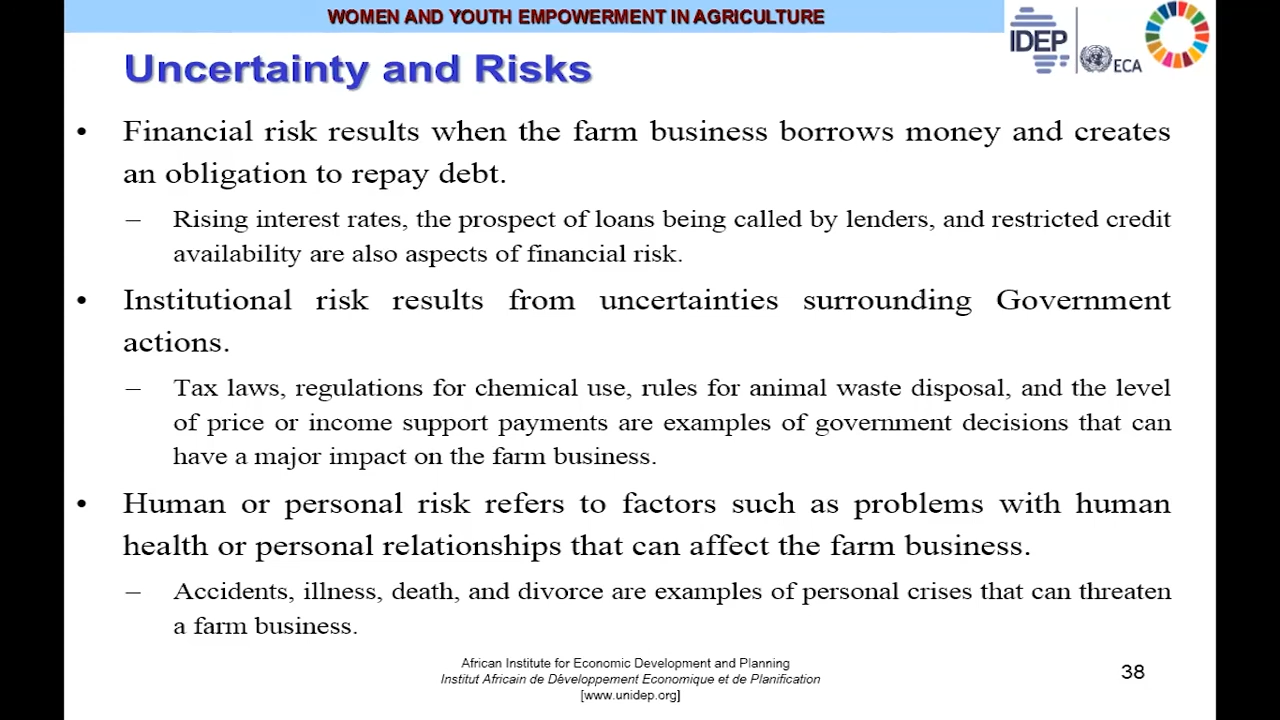 WOMEN AND YOUTH EMPOWERMENT IN AGRICULTURE
IDEP
ECA
Uncertainty and Risks
• Financial risk results when the farm business borrows money and creates
an obligation to repay debt.
– Rising interest rates, the prospect of loans being called by lenders, and restricted credit
availability are also aspects of financial risk.
• Institutional risk results from uncertainties surrounding Government
actions.
– Tax laws, regulations for chemical use, rules for animal waste disposal, and the level
of price or income support payments are examples of government decisions that can
have a major impact on the farm business.
• Human or personal risk refers to factors such as problems with human
health or personal relationships that can affect the farm business.
– Accidents, illness, death, and divorce are examples of personal crises that can threaten
a farm business.
African Institute for Economic Development and Planning
Institut Africain de Développement Economique et de Planification
[www.unidep.org]
38